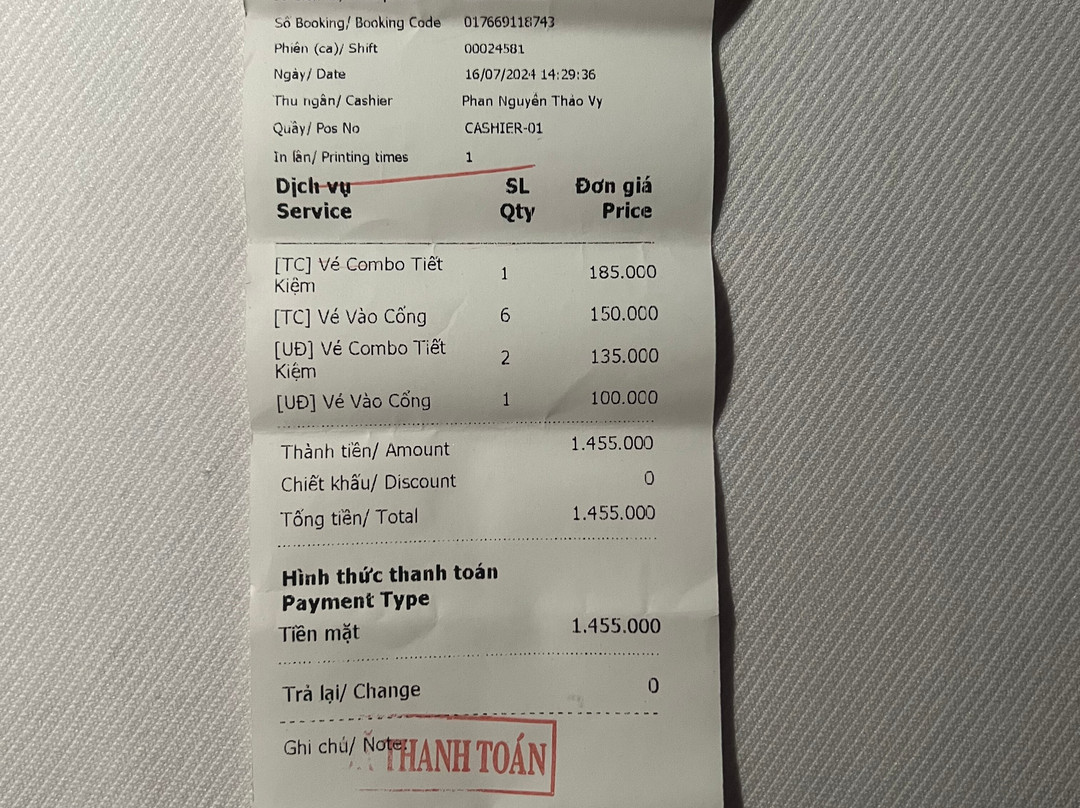 Số Booking/ Booking Code 017669118743
Phiên (ca)/ Shift 00024581
Ngày/ Date 16/07/2024 14:29:36
Thu ngân/ Cashier Phan Nguyễn Thảo Vy
Quầy/ Pos No CASHIER-01
In lần/ Printing times 1
Dịch vụ SL Đơn giá
Service Qty Price
[TC] Vé Combo Tiết
Kiệm 1 185.000
[TC] Vé Vào Cổng 6 150.000
[UĐ] Vé Combo Tiết
Kiệm 2 135.000
[UĐ] Vé Vào Cổng 1 100.000
Thành tiền/ Amount 1.455.000
Chiết khấu/ Discount 0
Tổng tiền/ Total 1.455.000
Hình thức thanh toán
Payment Type
Tiền mặt 1.455.000
Trả lại/ Change 0
Ghi chú/ Note:
THANH TOÁN